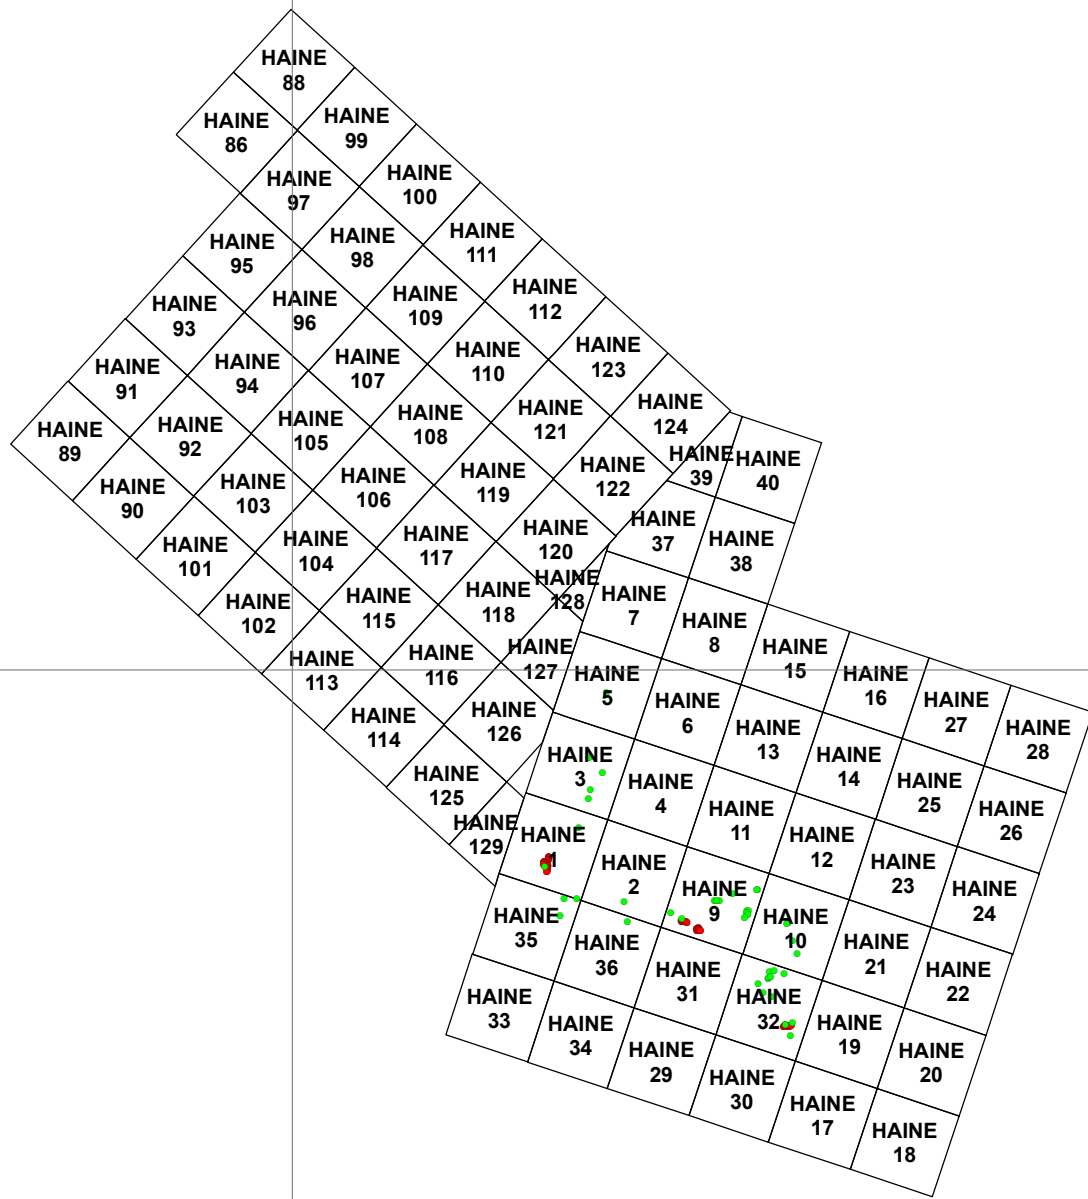 HAINE
88
HAINE
86
HAINE
99
HAINE
97
HAINE
100
HAINE
95
HAINE
98
HAINE
111
HAINE
93
HAINE
96
HAINE
109
HAINE
112
HAINE
91
HAINE
94
HAINE
107
HAINE
110
HAINE
123
HAINE
89
HAINE
92
HAINE
105
HAINE
108
HAINE
121
HAINE
124
HAINE
39
HAINE
40
HAINE
90
HAINE
103
HAINE
106
HAINE
119
HAINE
122
HAINE
37
HAINE
38
HAINE
101
HAINE
104
HAINE
117
HAINE
120
HAINE
128
HAINE
7
HAINE
8
HAINE
102
HAINE
115
HAINE
118
HAINE
127
HAINE
5
HAINE
6
HAINE
15
HAINE
16
HAINE
27
HAINE
28
HAINE
113
HAINE
116
HAINE
126
HAINE
3
HAINE
4
HAINE
13
HAINE
14
HAINE
25
HAINE
26
HAINE
114
HAINE
125
HAINE
129
HAINE
1
HAINE
2
HAINE
11
HAINE
12
HAINE
23
HAINE
24
HAINE
35
HAINE
36
HAINE
9
HAINE
10
HAINE
21
HAINE
22
HAINE
33
HAINE
34
HAINE
31
HAINE
32
HAINE
19
HAINE
20
HAINE
29
HAINE
30
HAINE
17
HAINE
18